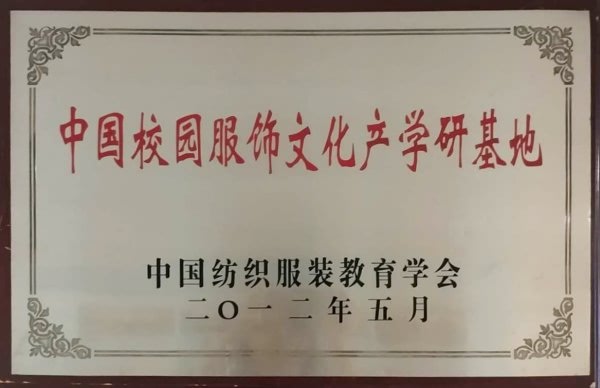 中国校园服饰文化产学研基地
中国纺织服装教育学会
二〇一二年五月